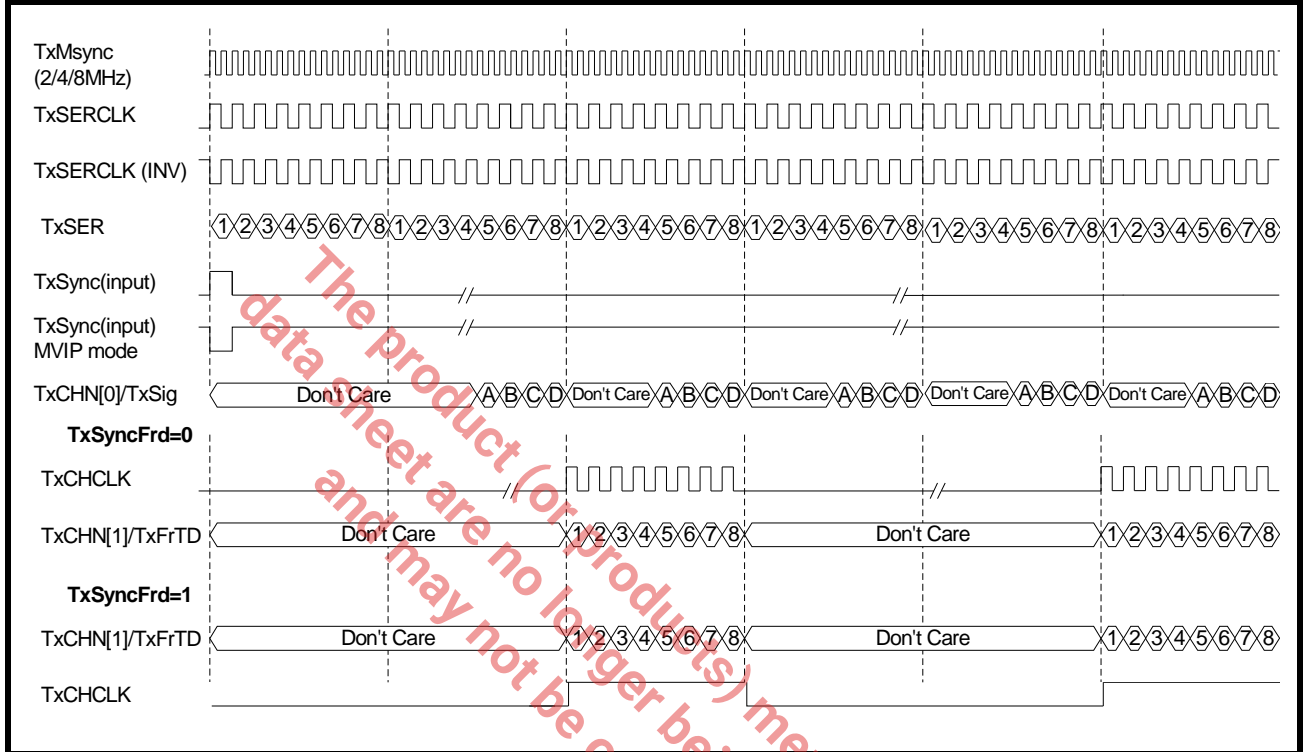 TxMsync
(2/4/8MHz)
TxSERCLK
TxSERCLK (INV)
TxSER 1 2 3 4 5 6 7 8 1 2 3 4 5 6 7 8 1 2 3 4 5 6 7 8 1 2 3 4 5 6 7 8 1 2 3 4 5 6 7 8 1 2 3 4 5 6 7 8
TxSync(input)
TxSync(input)
MVIP mode
TxCHN[0]/TxSig Don't Care A B C D Don't Care A B C D Don't Care A B C D Don't Care A B C D Don't Care A B C D
TxSyncFrd=0
TxCHCLK
TxCHN[1]/TxFrTD Don't Care 1 2 3 4 5 6 7 8 Don't Care 1 2 3 4 5 6 7 8
TxSyncFrd=1
TxCHN[1]/TxFrTD Don't Care 1 2 3 4 5 6 7 8 Don't Care 1 2 3 4 5 6 7 8
TxCHCLK
The product (or products)
data sheet are no longer
and may not be